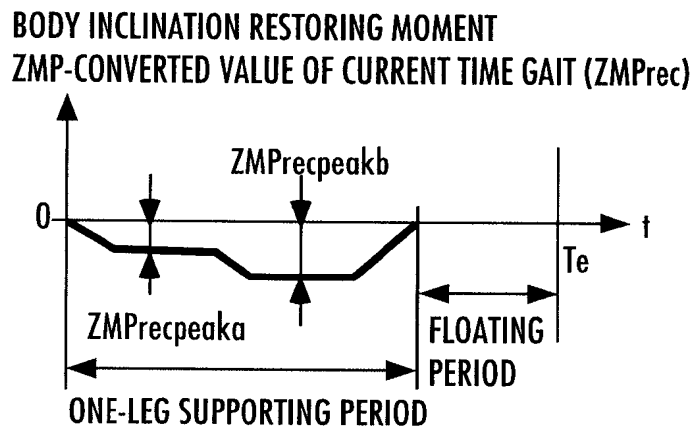 BODY INCLINATION RESTORING MOMENT
ZMP-CONVERTED VALUE OF CURRENT TIME GAIT (ZMPrec)
ZMPrecpeakb
0
t
Te
ZMPrecpeaka
FLOATING
PERIOD
ONE-LEG SUPPORTING PERIOD